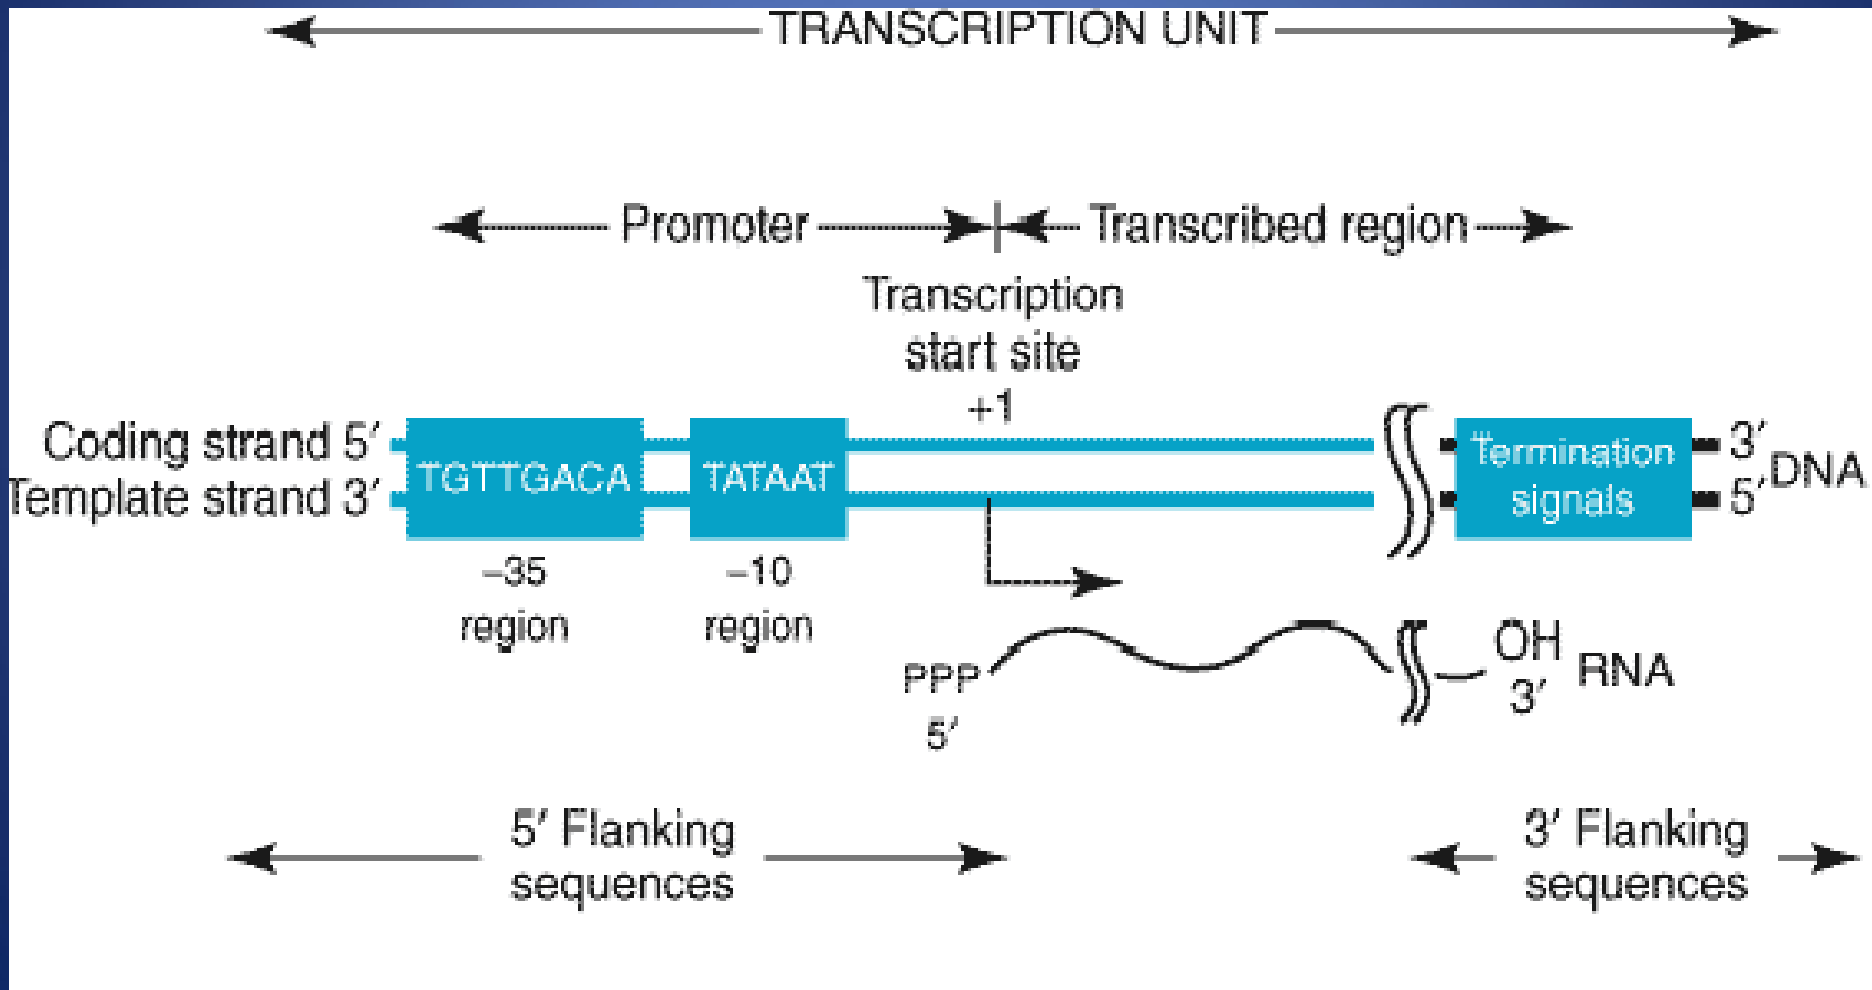 TRANSCRIPTION UNIT
Promoter Transcribed region
Transcription
start site
+1
Coding strand 5′ 3′
TGTTGACA TATAAT Termination
signals
DNA
Template strand 3′ 5′
–35 –10
region region
OH
PPP RNA
3′
5′
5′ Flanking 3′ Flanking
sequences sequences